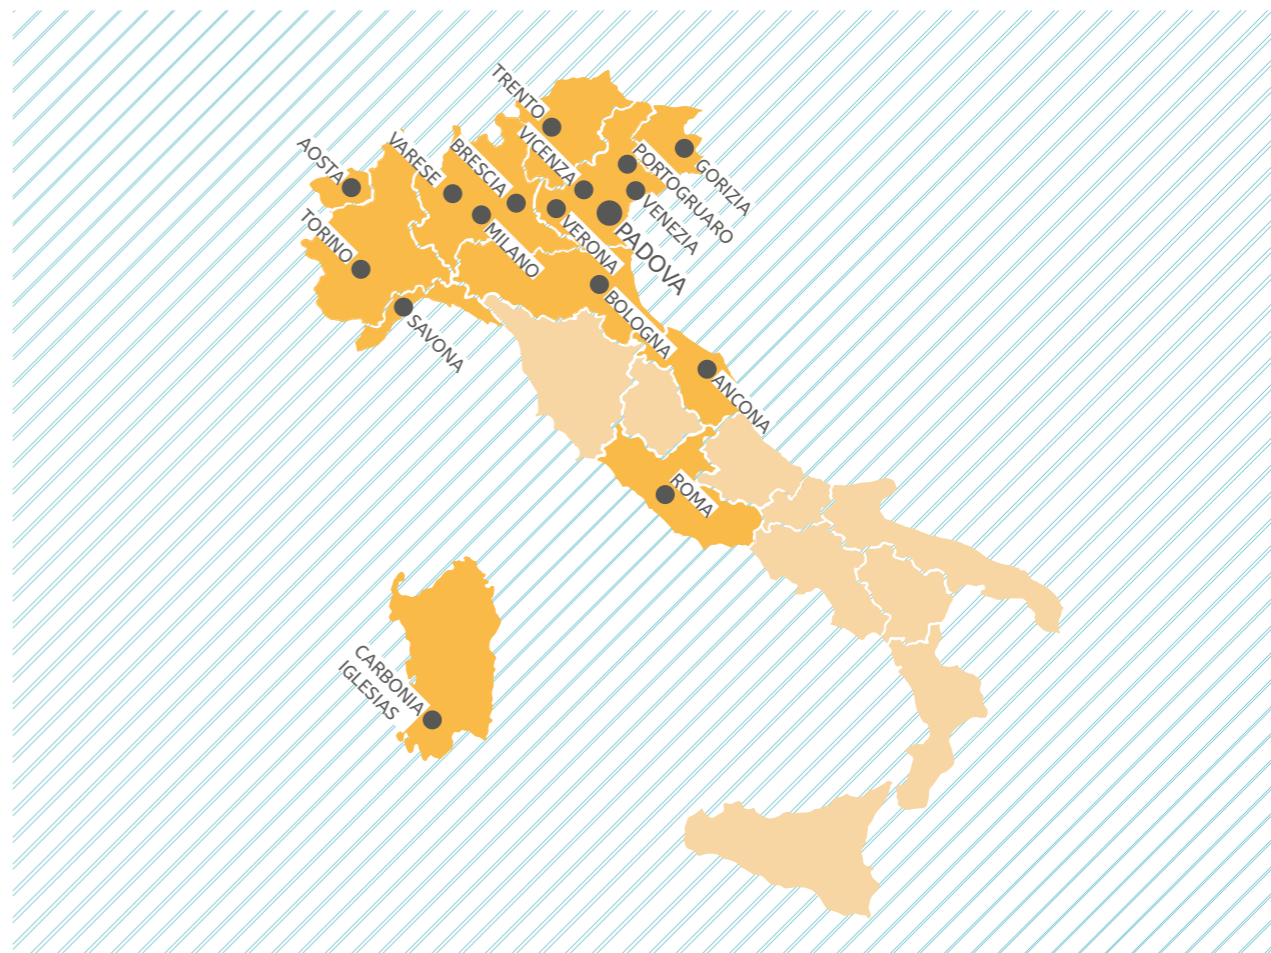 TRENTO
VICENZA
BRESCIA
VARESE
AOSTA
TORINO
MILANO
VERONA
PORTOGRUARO
GORIZIA
VENEZIA
PADOVA
BOLOGNA
SAVONA
ANCONA
ROMA
CARBONIA
IGLESIAS